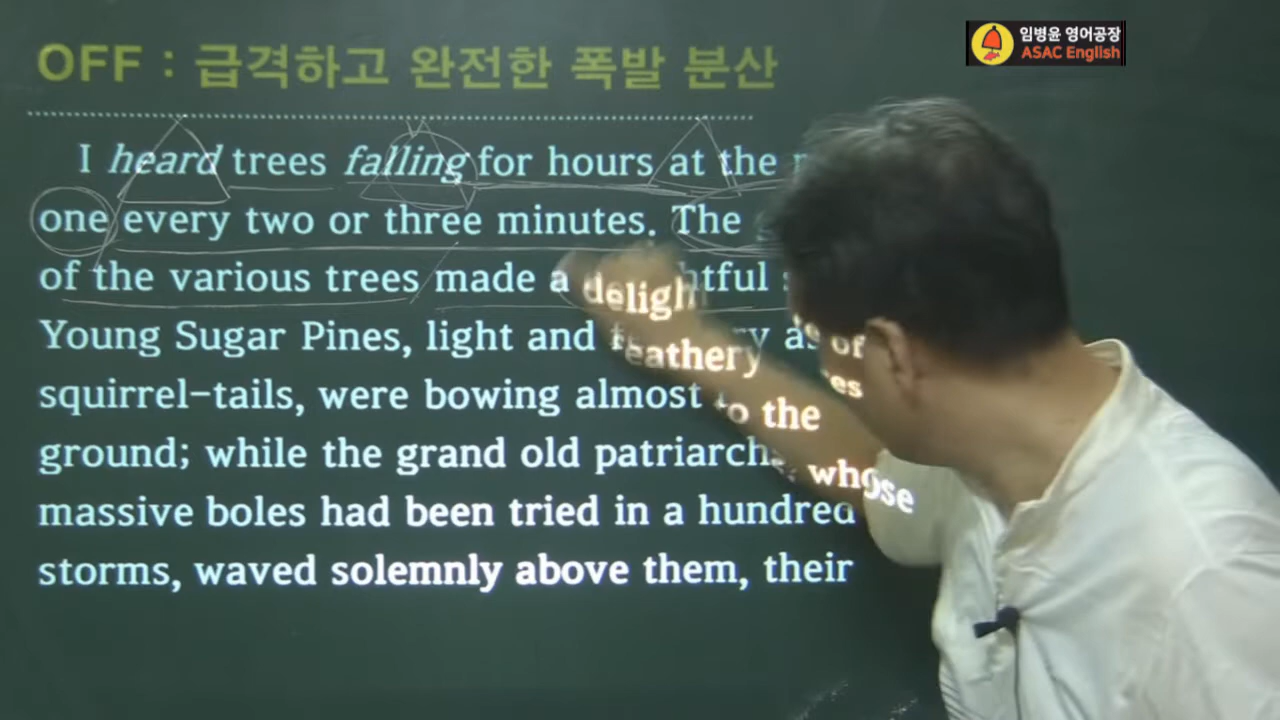 OFF : 급격하고 완전한 폭발 분산
임병윤 영어공장
ASAC English
I heard trees falling for hours at the
one every two or three minutes. The
of the various trees made a delightful
Young Sugar Pines, light and feathery as
squirrel-tails, were bowing almost to the
ground; while the grand old patriarchs, whose
massive boles had been tried in a hundred
storms, waved solemnly above them, their